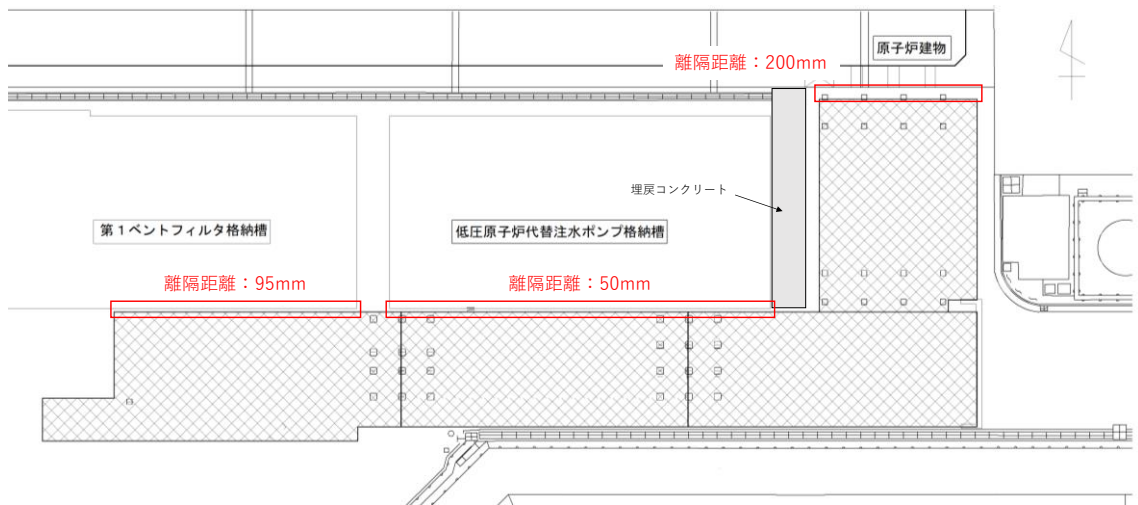 原子炉建物
離隔距離：200mm
埋戻コンクリート
第１ベントフィルタ格納槽
低圧原子炉代替注水ポンプ格納槽
離隔距離：95mm
離隔距離：50mm